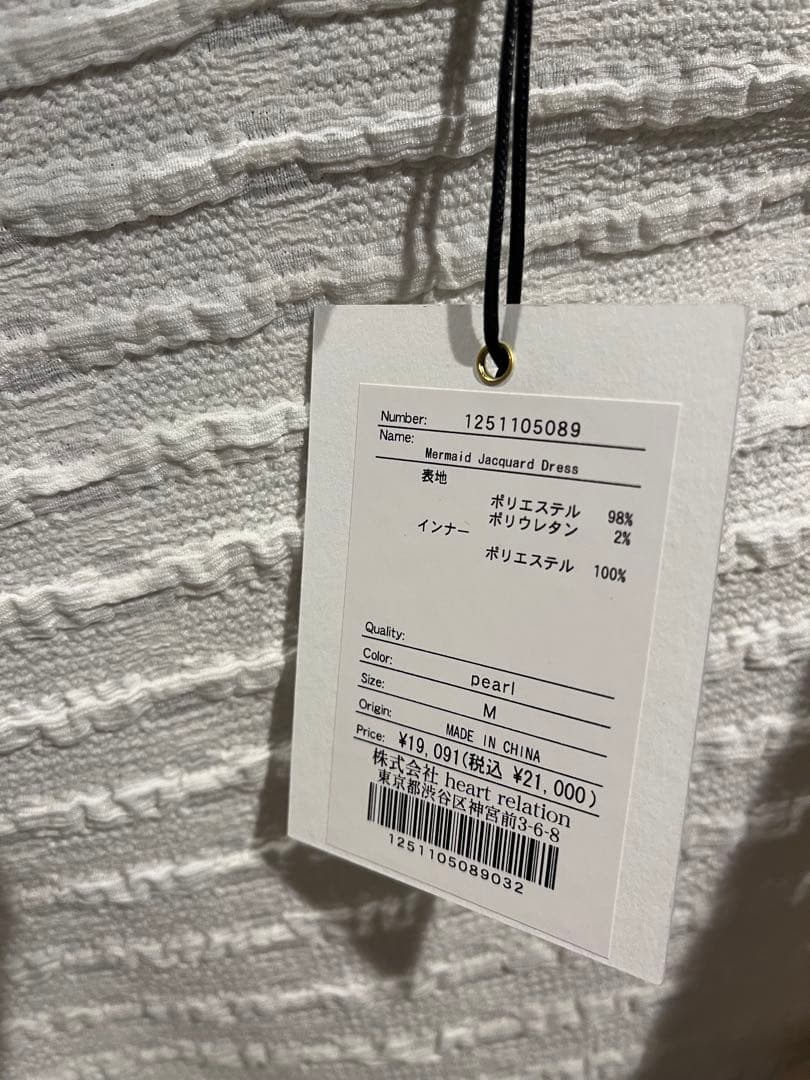 Number: 1251105089
Name:
Mermaid Jacquard Dress
表地
ポリエステル 98%
ポリウレタン 2%
インナー
ポリエステル 100%
Quality:
Color: pearl
Size: M
Origin: MADE IN CHINA
Price: ¥19,091(税込 ¥21,000)
株式会社 heart relation
東京都渋谷区神宮前3-6-8
1251105089032